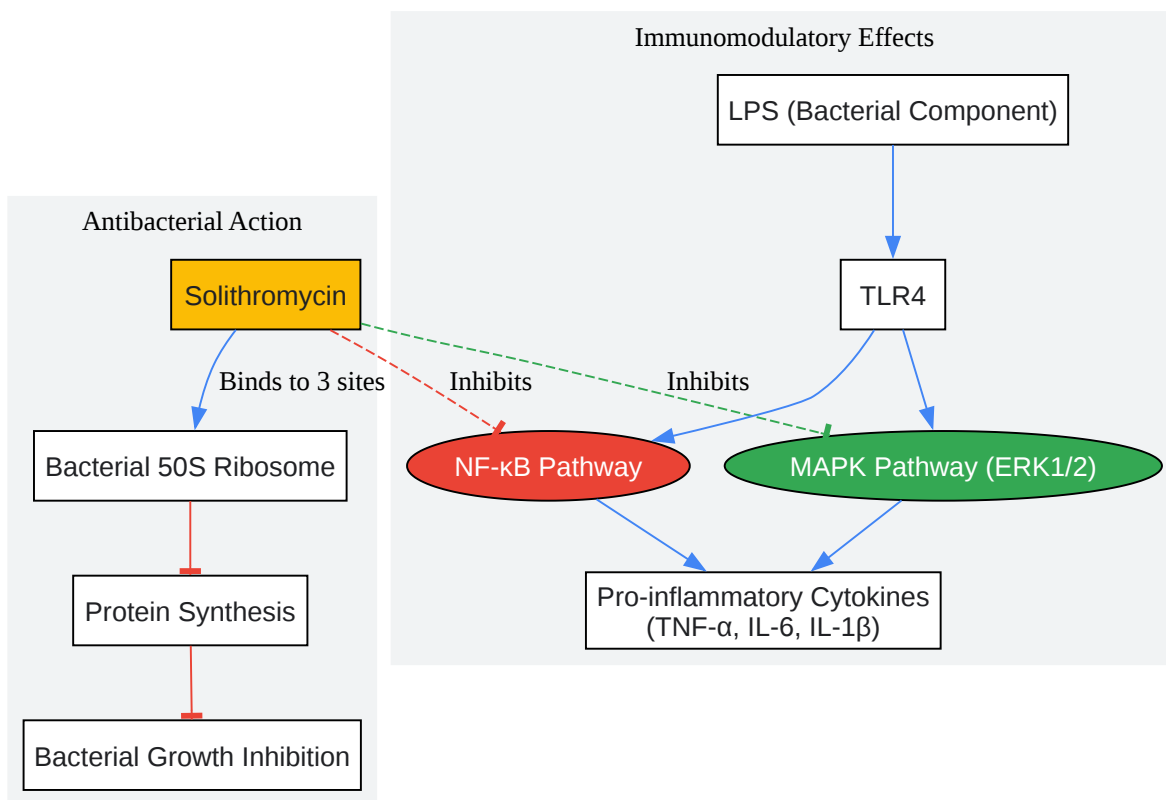 Immunomodulatory Effects
LPS (Bacterial Component)
Antibacterial Action
Solithromycin
TLR4
Binds to 3 sites
Inhibits
Inhibits
Bacterial 50S Ribosome
NF-κB Pathway
MAPK Pathway (ERK1/2)
Protein Synthesis
Pro-inflammatory Cytokines
(TNF-α, IL-6, IL-1β)
Bacterial Growth Inhibition